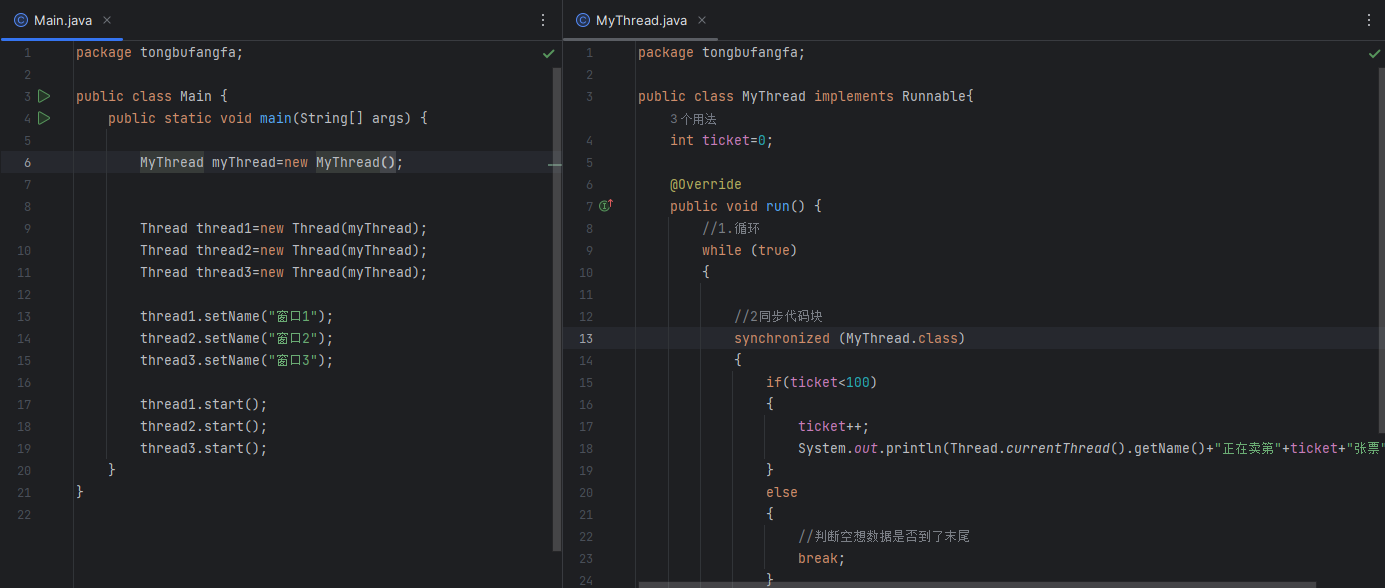 Main.java
1 package tongbufangfa;
2
3 public class Main {
4 public static void main(String[] args) {
5
6 MyThread myThread=new MyThread();
7
8
9 Thread thread1=new Thread(myThread);
10 Thread thread2=new Thread(myThread);
11 Thread thread3=new Thread(myThread);
12
13 thread1.setName("窗口1");
14 thread2.setName("窗口2");
15 thread3.setName("窗口3");
16
17 thread1.start();
18 thread2.start();
19 thread3.start();
20 }
21 }
22
MyThread.java
1 package tongbufangfa;
2
3 public class MyThread implements Runnable{
3个用法
4 int ticket=0;
5
6 @Override
7 public void run() {
8 //1.循环
9 while (true)
10 {
11
12 //2同步代码块
13 synchronized (MyThread.class)
14 {
15 if(ticket<100)
16 {
17 ticket++;
18 System.out.println(Thread.currentThread().getName()+"正在卖第"+ticket+"张票"
19 }
20 else
21 {
22 //判断空想数据是否到了末尾
23 break;
24 }